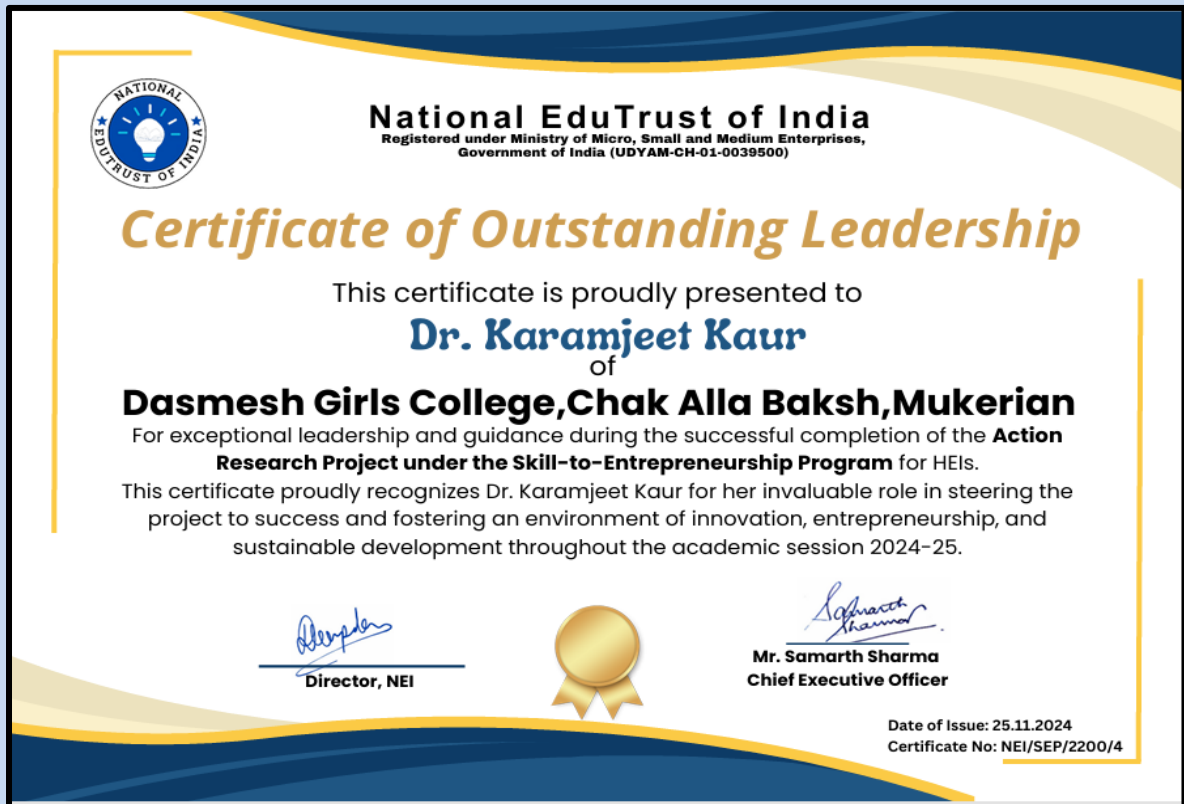 NATIONAL
EDUTRUST OF INDIA
National EduTrust of India
Registered under Ministry of Micro, Small and Medium Enterprises,
Government of India (UDYAM-CH-01-0039500)
Certificate of Outstanding Leadership
This certificate is proudly presented to
Dr. Karamjeet Kaur
of
Dasmesh Girls College,Chak Alla Baksh,Mukerian
For exceptional leadership and guidance during the successful completion of the Action
Research Project under the Skill-to-Entrepreneurship Program for HEIs.
This certificate proudly recognizes Dr. Karamjeet Kaur for her invaluable role in steering the
project to success and fostering an environment of innovation, entrepreneurship, and
sustainable development throughout the academic session 2024-25.
Samarth
Sharma
Director, NEI
Mr. Samarth Sharma
Chief Executive Officer
Date of Issue: 25.11.2024
Certificate No: NEI/SEP/2200/4